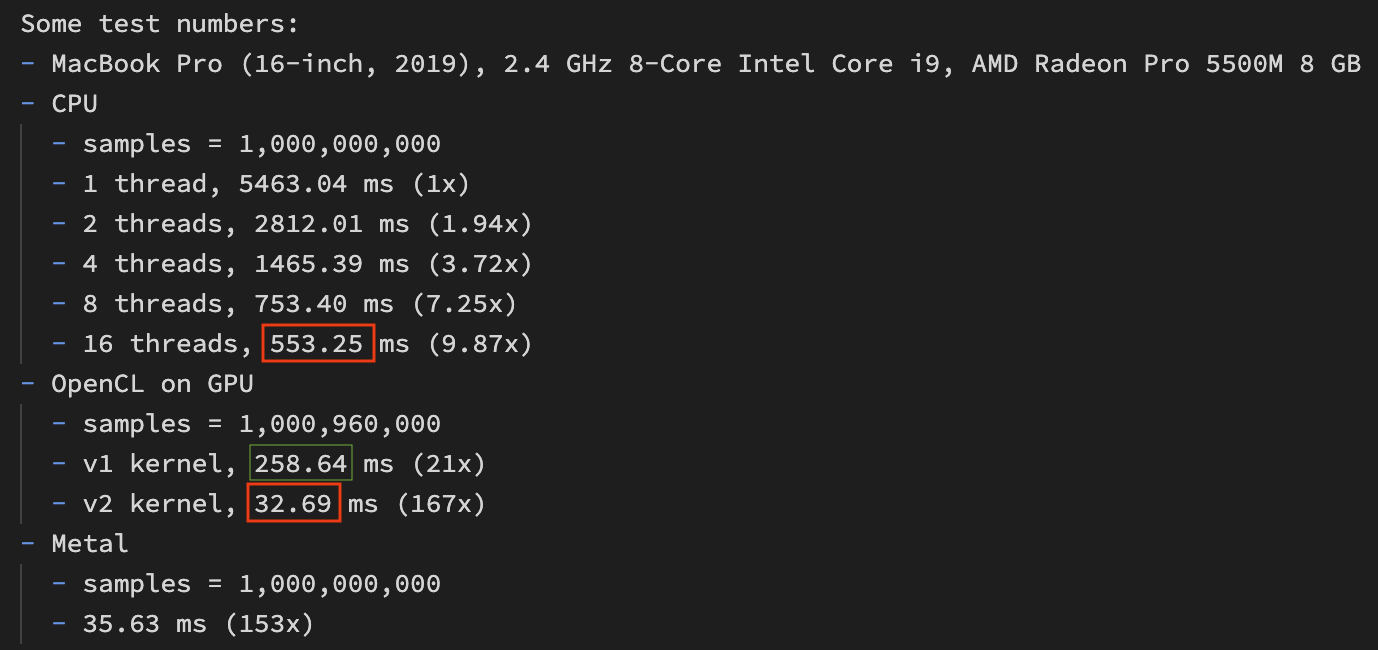 Some test numbers:
- MacBook Pro (16-inch, 2019), 2.4 GHz 8-Core Intel Core i9, AMD Radeon Pro 5500M 8 GB
- CPU
- samples = 1,000,000,000
- 1 thread, 5463.04 ms (1x)
- 2 threads, 2812.01 ms (1.94x)
- 4 threads, 1465.39 ms (3.72x)
- 8 threads, 753.40 ms (7.25x)
- 16 threads, 553.25 ms (9.87x)
- OpenCL on GPU
- samples = 1,000,960,000
- v1 kernel, 258.64 ms (21x)
- v2 kernel, 32.69 ms (167x)
- Metal
- samples = 1,000,000,000
- 35.63 ms (153x)